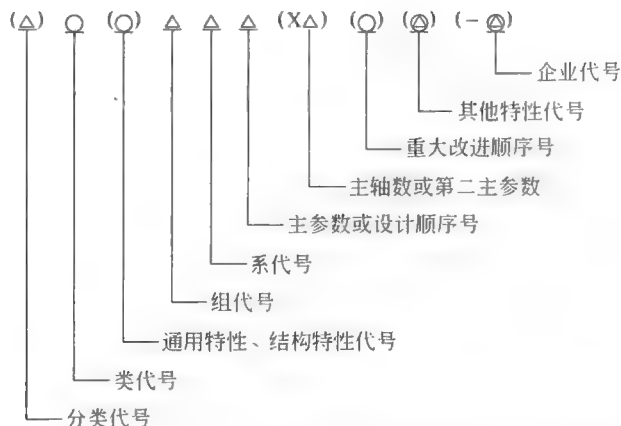 (△) ○ (○) △ △ △ (X△) (○) (◎) (－◎)
企业代号
其他特性代号
重大改进顺序号
主轴数或第二主参数
主参数或设计顺序号
系代号
组代号
通用特性、结构特性代号
类代号
分类代号